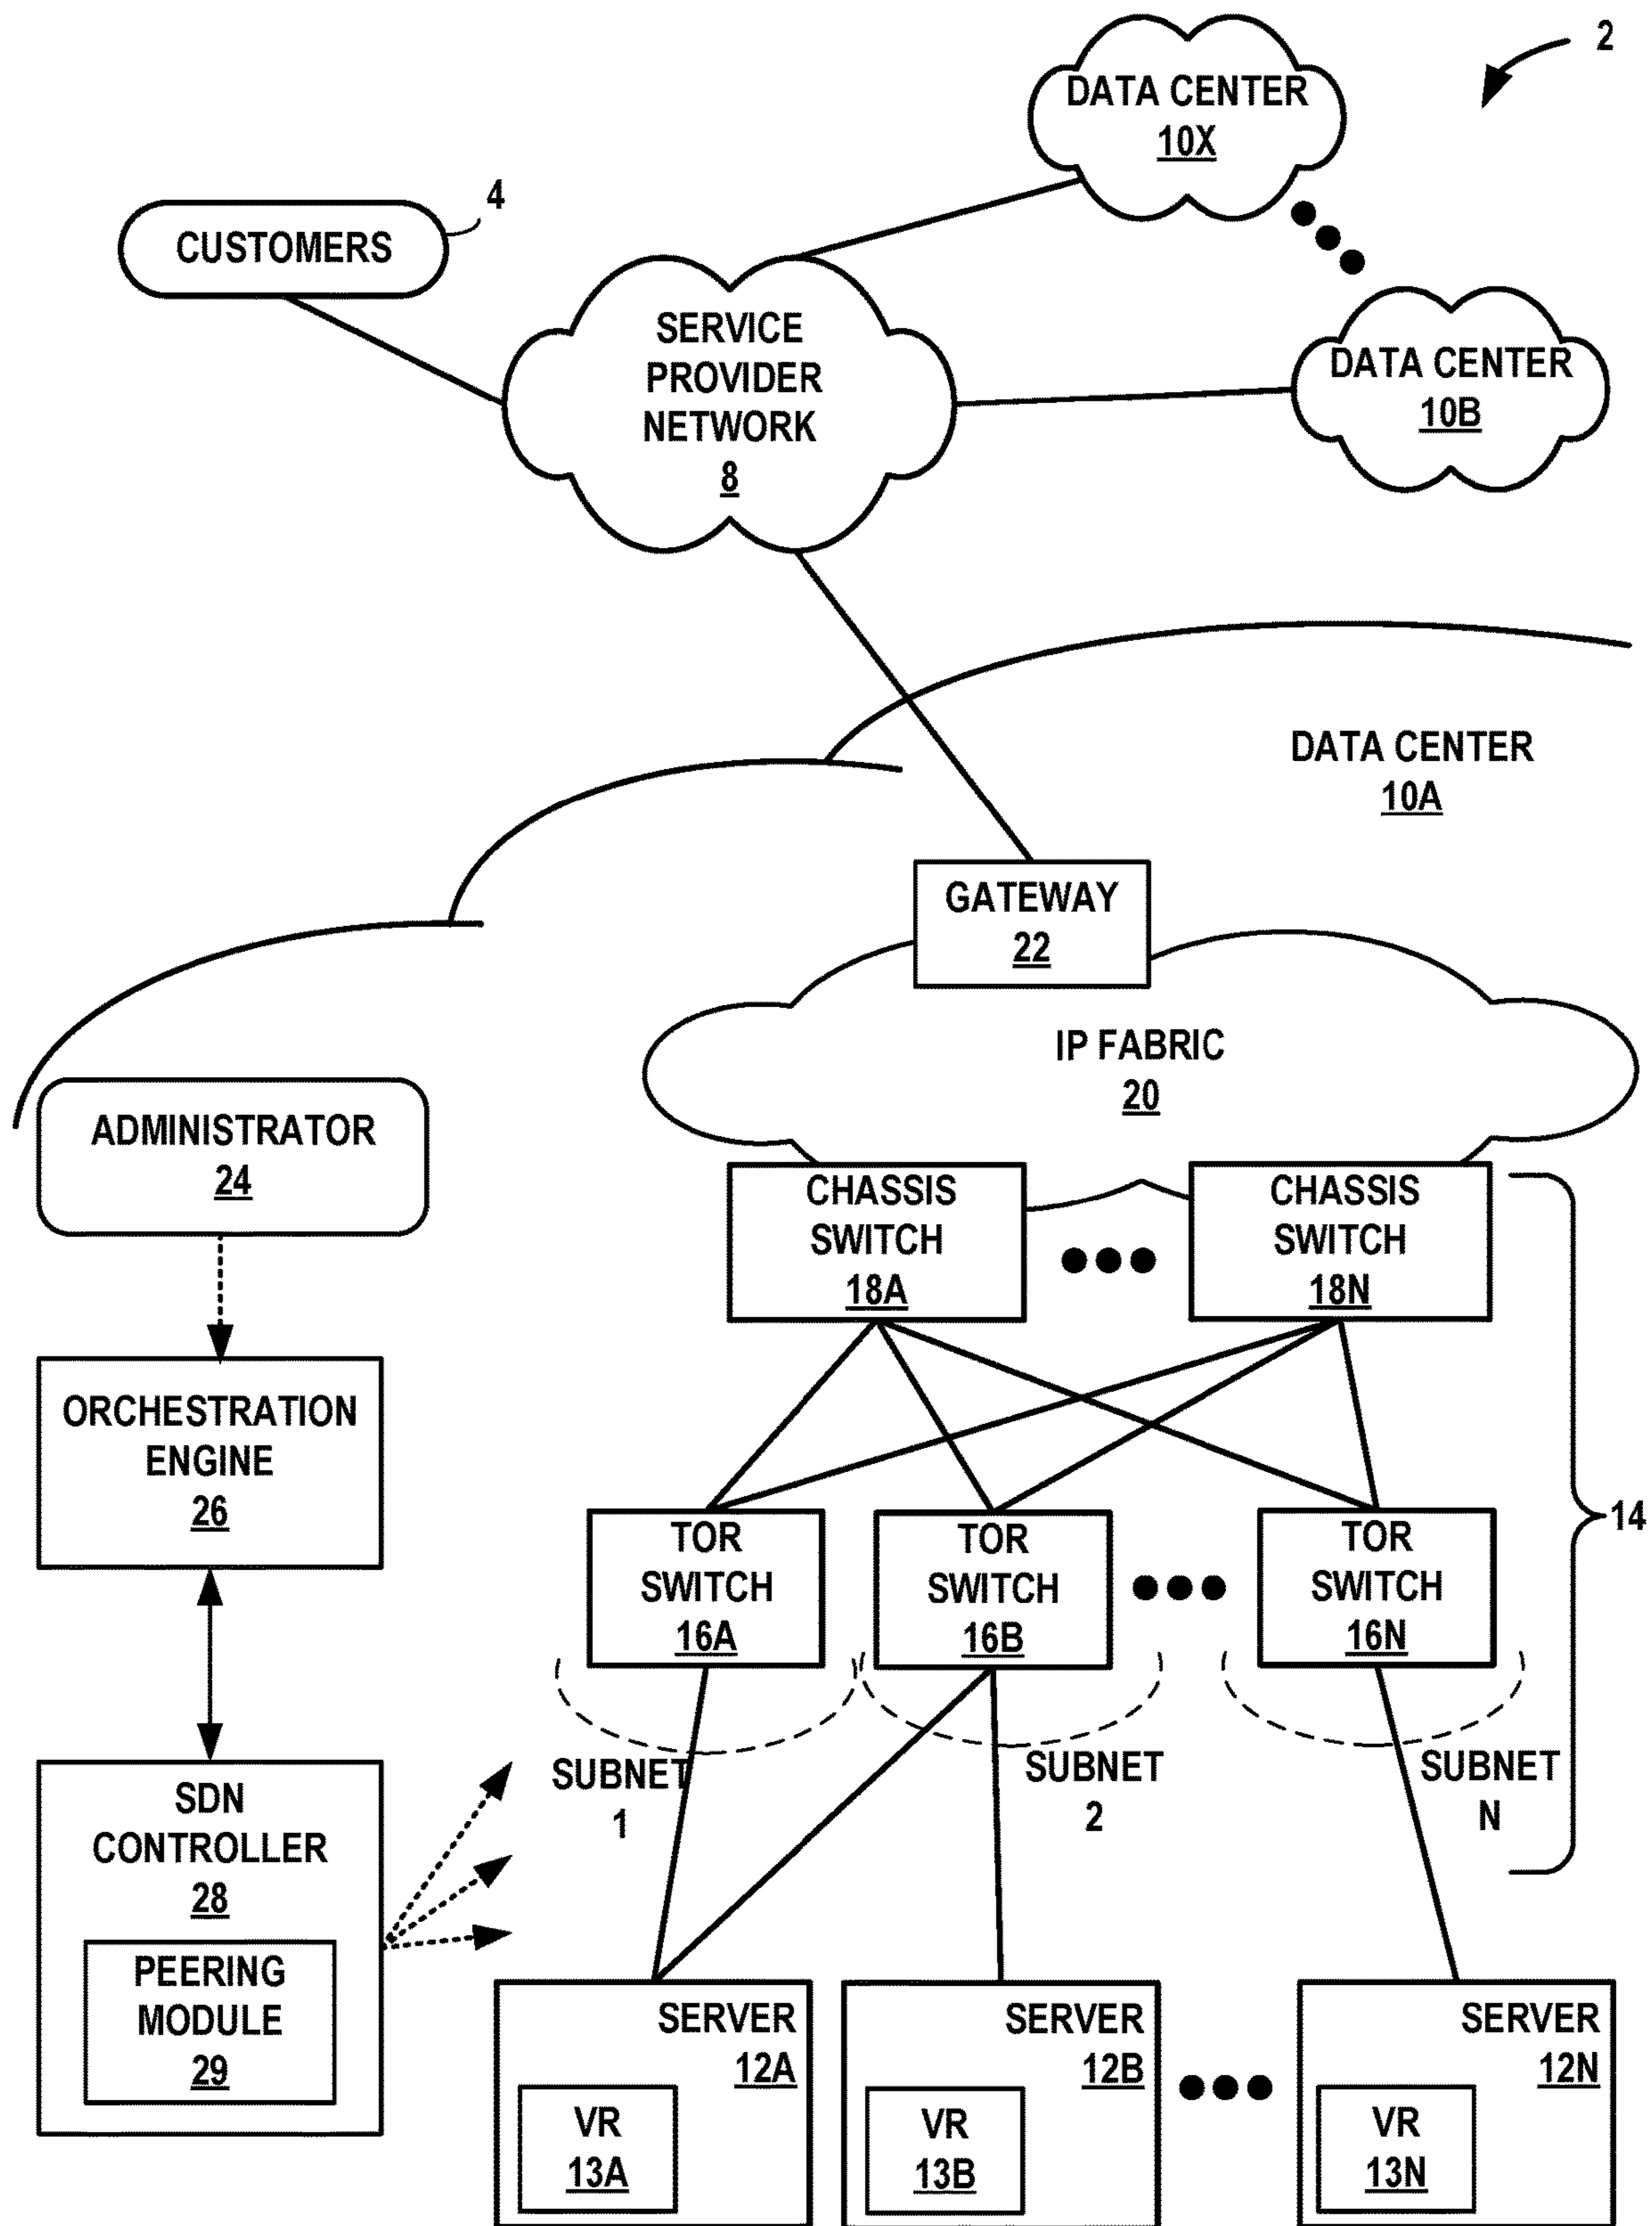 2
DATA CENTER
10X
4
CUSTOMERS
SERVICE
PROVIDER
NETWORK
8
DATA CENTER
10B
DATA CENTER
10A
GATEWAY
22
IP FABRIC
20
ADMINISTRATOR
24
CHASSIS
SWITCH
18A
CHASSIS
SWITCH
18N
ORCHESTRATION
ENGINE
26
14
TOR
SWITCH
16A
TOR
SWITCH
16B
TOR
SWITCH
16N
SUBNET
1
SUBNET
2
SUBNET
N
SDN
CONTROLLER
28
PEERING
MODULE
29
SERVER
12A
VR
13A
SERVER
12B
VR
13B
SERVER
12N
VR
13N